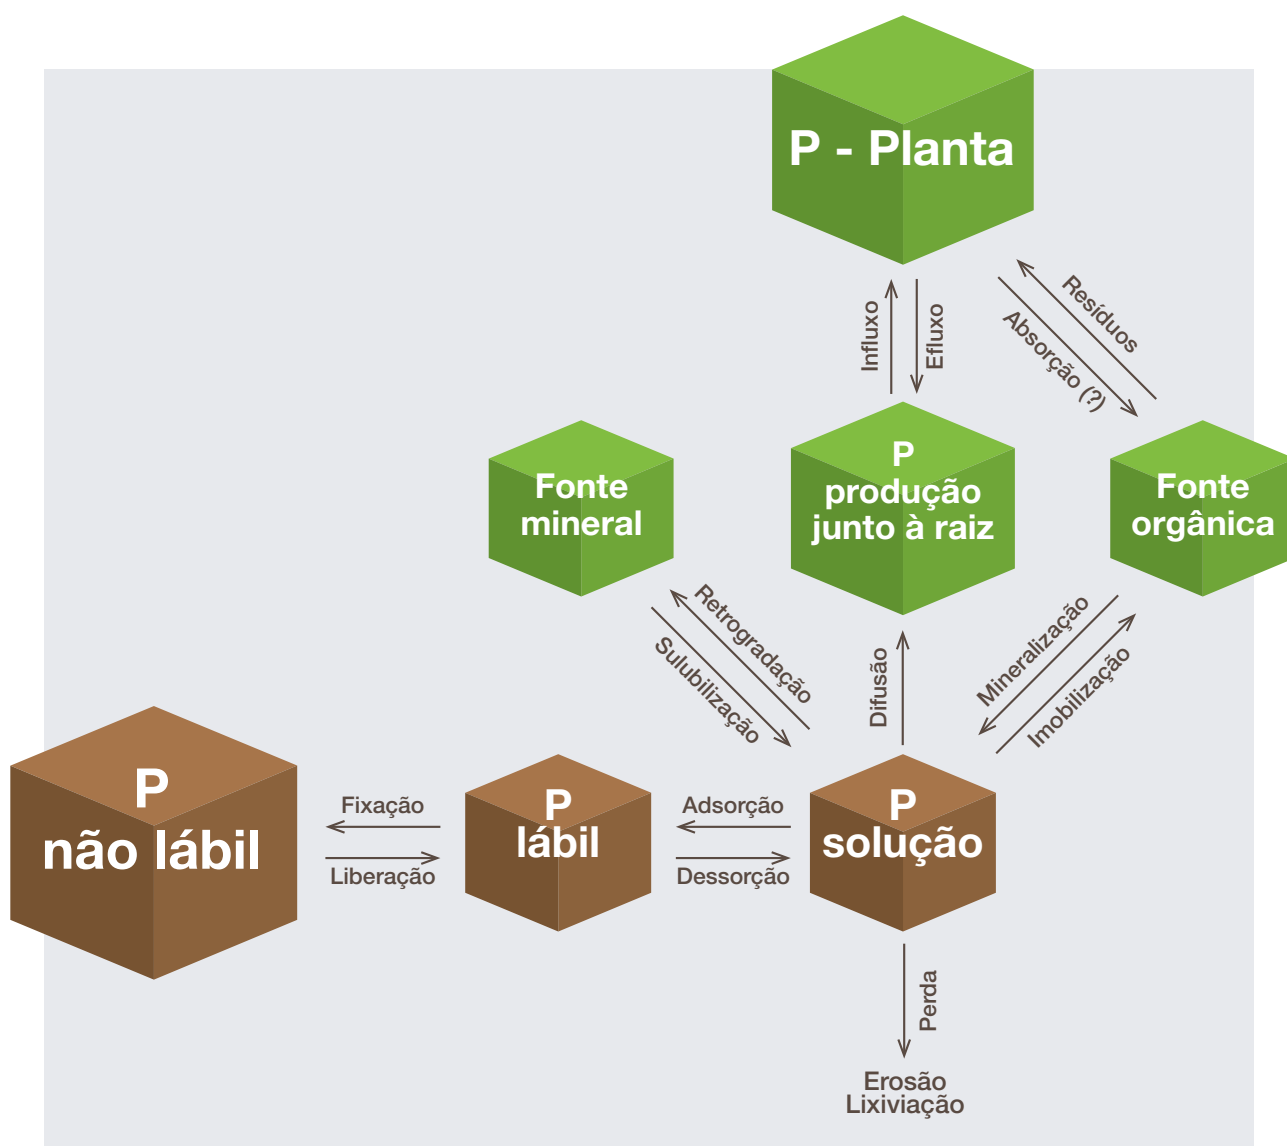 P - Planta
Influxo
Efluxo
Resíduos
Absorção (?)
Fonte
mineral
P
produção
junto à raiz
Fonte
orgânica
Retrogradação
Sulubilização
Difusão
Mineralização
Imobilização
P
não lábil
Fixação
Liberação
P
lábil
Adsorção
Dessorção
P
solução
Perda
Erosão
Lixiviação